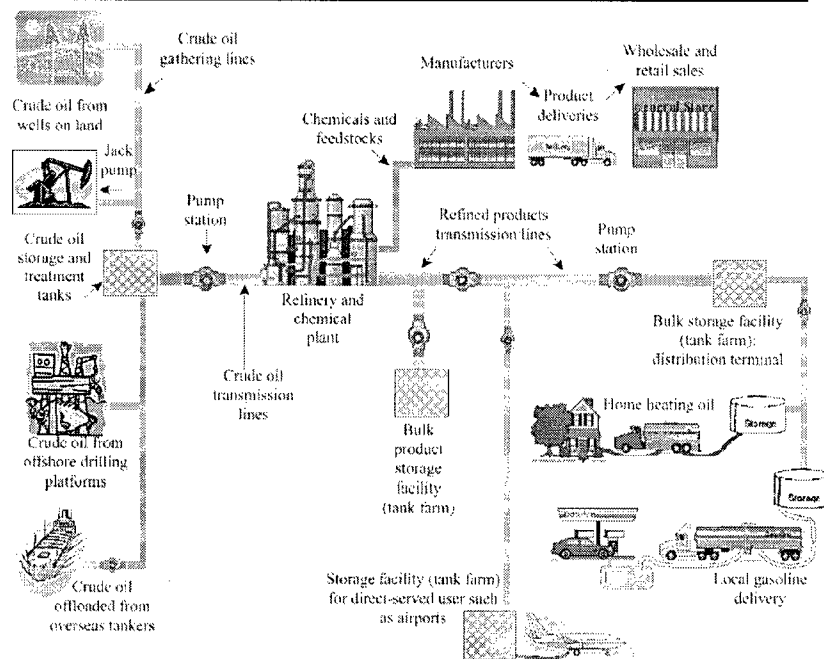 Crude oil
gathering lines
Crude oil from
wells on land
Jack
pump
Crude oil
storage and
treatment
tanks
Pump
station
Crude oil
transmission
lines
Crude oil from
offshore drilling
platforms
Crude oil
offloaded from
overseas tankers
Chemicals
and
feedstocks
Manufacturers
Product
deliveries
Wholesale and
retail sales
General Store
Refinery and
chemical
plant
Refined products
transmission lines
Pump
station
Bulk
product
storage
facility
(tank farm)
Bulk storage facility
(tank farm):
distribution terminal
Home heating oil
Storage
Storage
Local gasoline
delivery
Storage facility (tank farm)
for direct-served user such
as airports